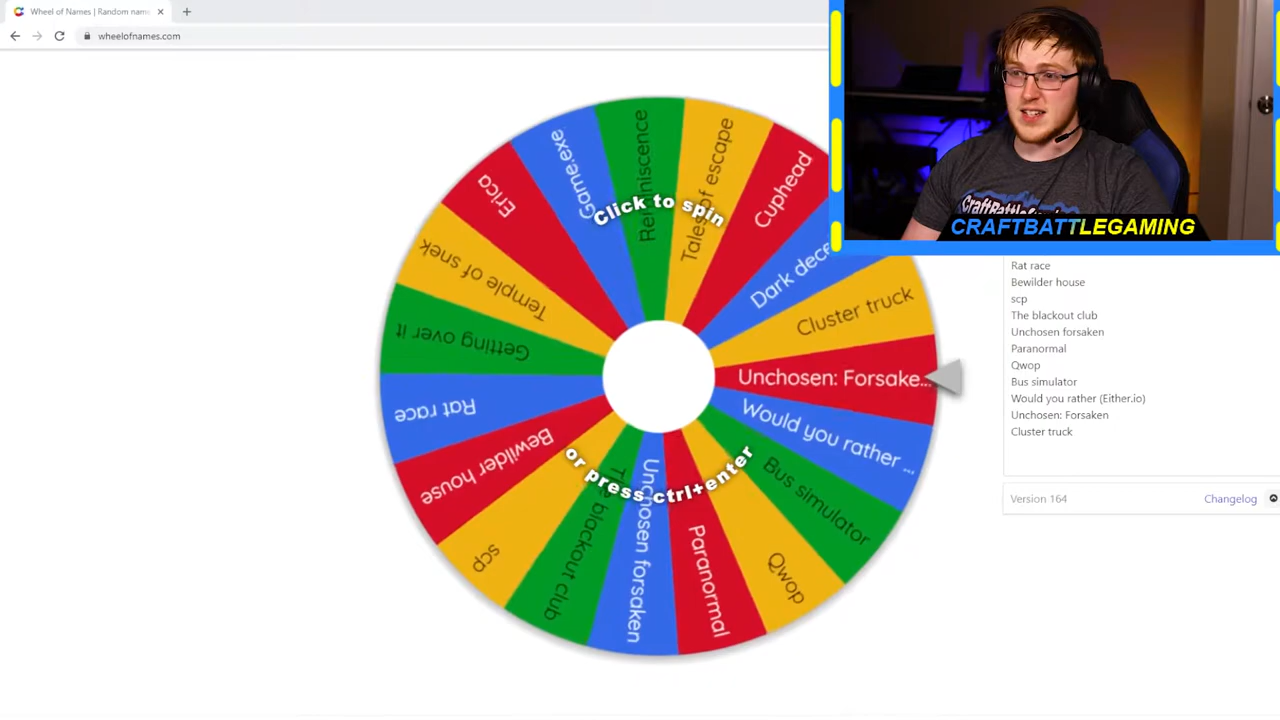 Wheel of Names | Random name
wheelofnames.com
Click to spin
or press ctrl+enter
Game.exe
Reminiscence
Tales of escape
Cuphead
Dark dece
Cluster truck
Unchosen: Forsake...
Would you rather ...
Bus simulator
Qwop
Paranormal
Unchosen forsaken
The blackout club
scp
Bewilder house
Rat race
Getting over it
Temple of snek
Erica
CRAFTBATTLEGAMING
Rat race
Bewilder house
scp
The blackout club
Unchosen forsaken
Paranormal
Qwop
Bus simulator
Would you rather (Either.io)
Unchosen: Forsaken
Cluster truck
Version 164
Changelog